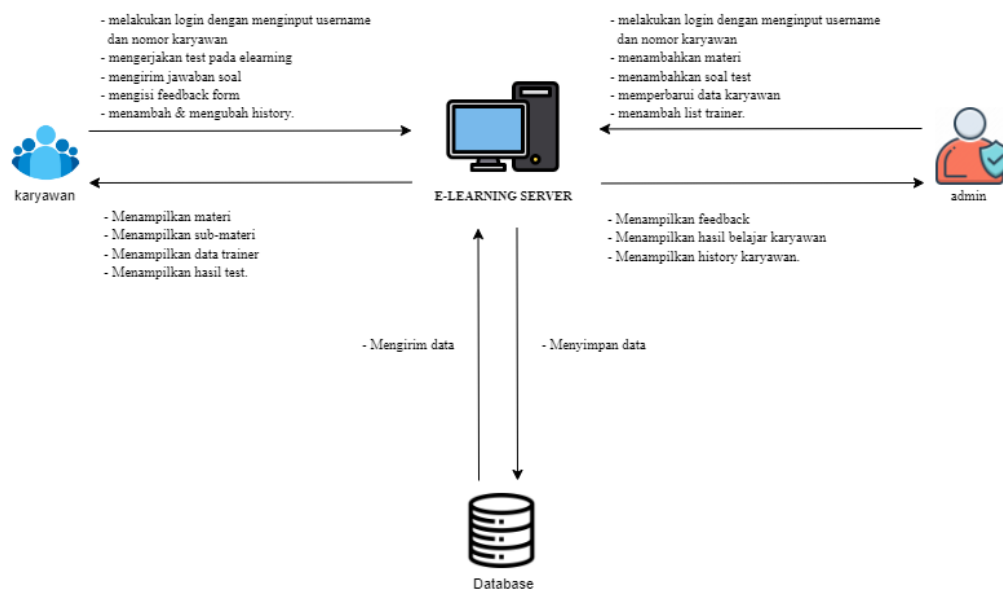 - melakukan login dengan menginput username
dan nomor karyawan
- mengerjakan test pada elearning
- mengirim jawaban soal
- mengisi feedback form
- menambah & mengubah history.
- melakukan login dengan menginput username
dan nomor karyawan
- menambahkan materi
- menambahkan soal test
- memperbarui data karyawan
- menambah list trainer.
karyawan
E-LEARNING SERVER
admin
- Menampilkan materi
- Menampilkan sub-materi
- Menampilkan data trainer
- Menampilkan hasil test.
- Menampilkan feedback
- Menampilkan hasil belajar karyawan
- Menampilkan history karyawan.
- Mengirim data
- Menyimpan data
Database